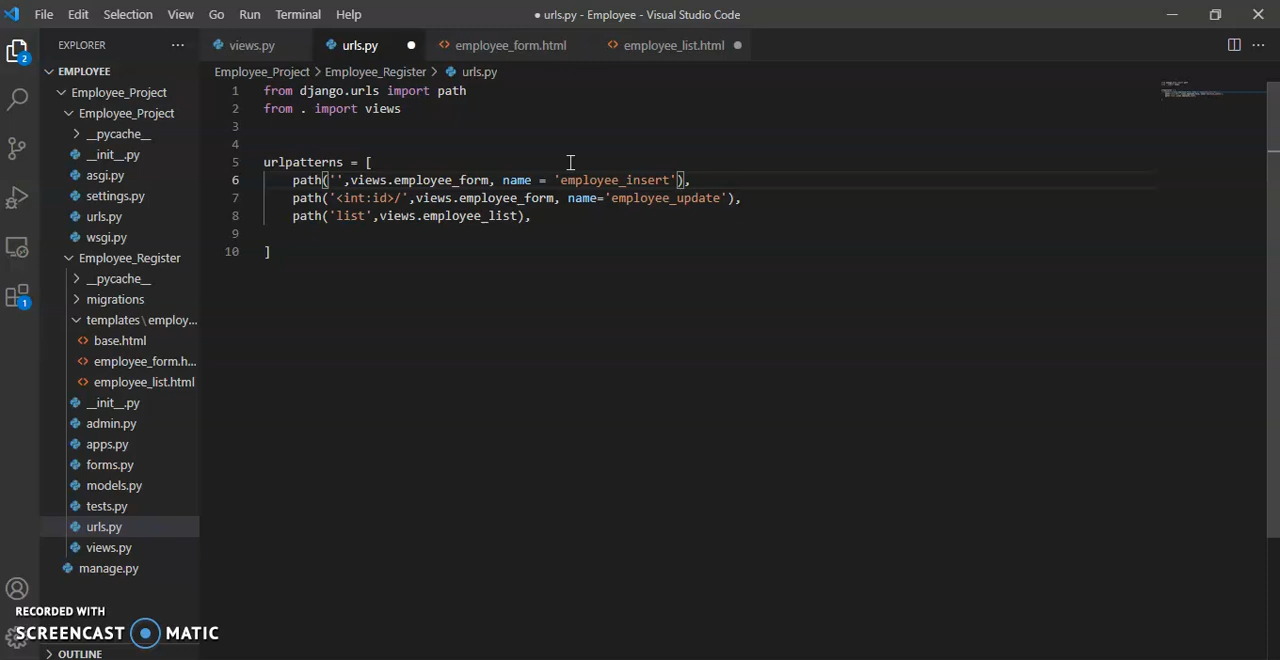 File Edit Selection View Go Run Terminal Help
● urls.py - Employee - Visual Studio Code
EXPLORER ···
views.py urls.py ● employee_form.html employee_list.html ●
EMPLOYEE
Employee_Project > Employee_Register > urls.py
Employee_Project
Employee_Project
__pycache__
__init__.py
asgi.py
settings.py
urls.py
wsgi.py
Employee_Register
__pycache__
migrations
templates\employ...
base.html
employee_form.h...
employee_list.html
__init__.py
admin.py
apps.py
forms.py
models.py
tests.py
urls.py
views.py
manage.py
OUTLINE
2
1
1 from django.urls import path
2 from . import views
3
4
5 urlpatterns = [
6 path('',views.employee_form, name = 'employee_insert'),
7 path('<int:id>/',views.employee_form, name='employee_update'),
8 path('list',views.employee_list),
9
10 ]
RECORDED WITH
SCREENCAST MATIC